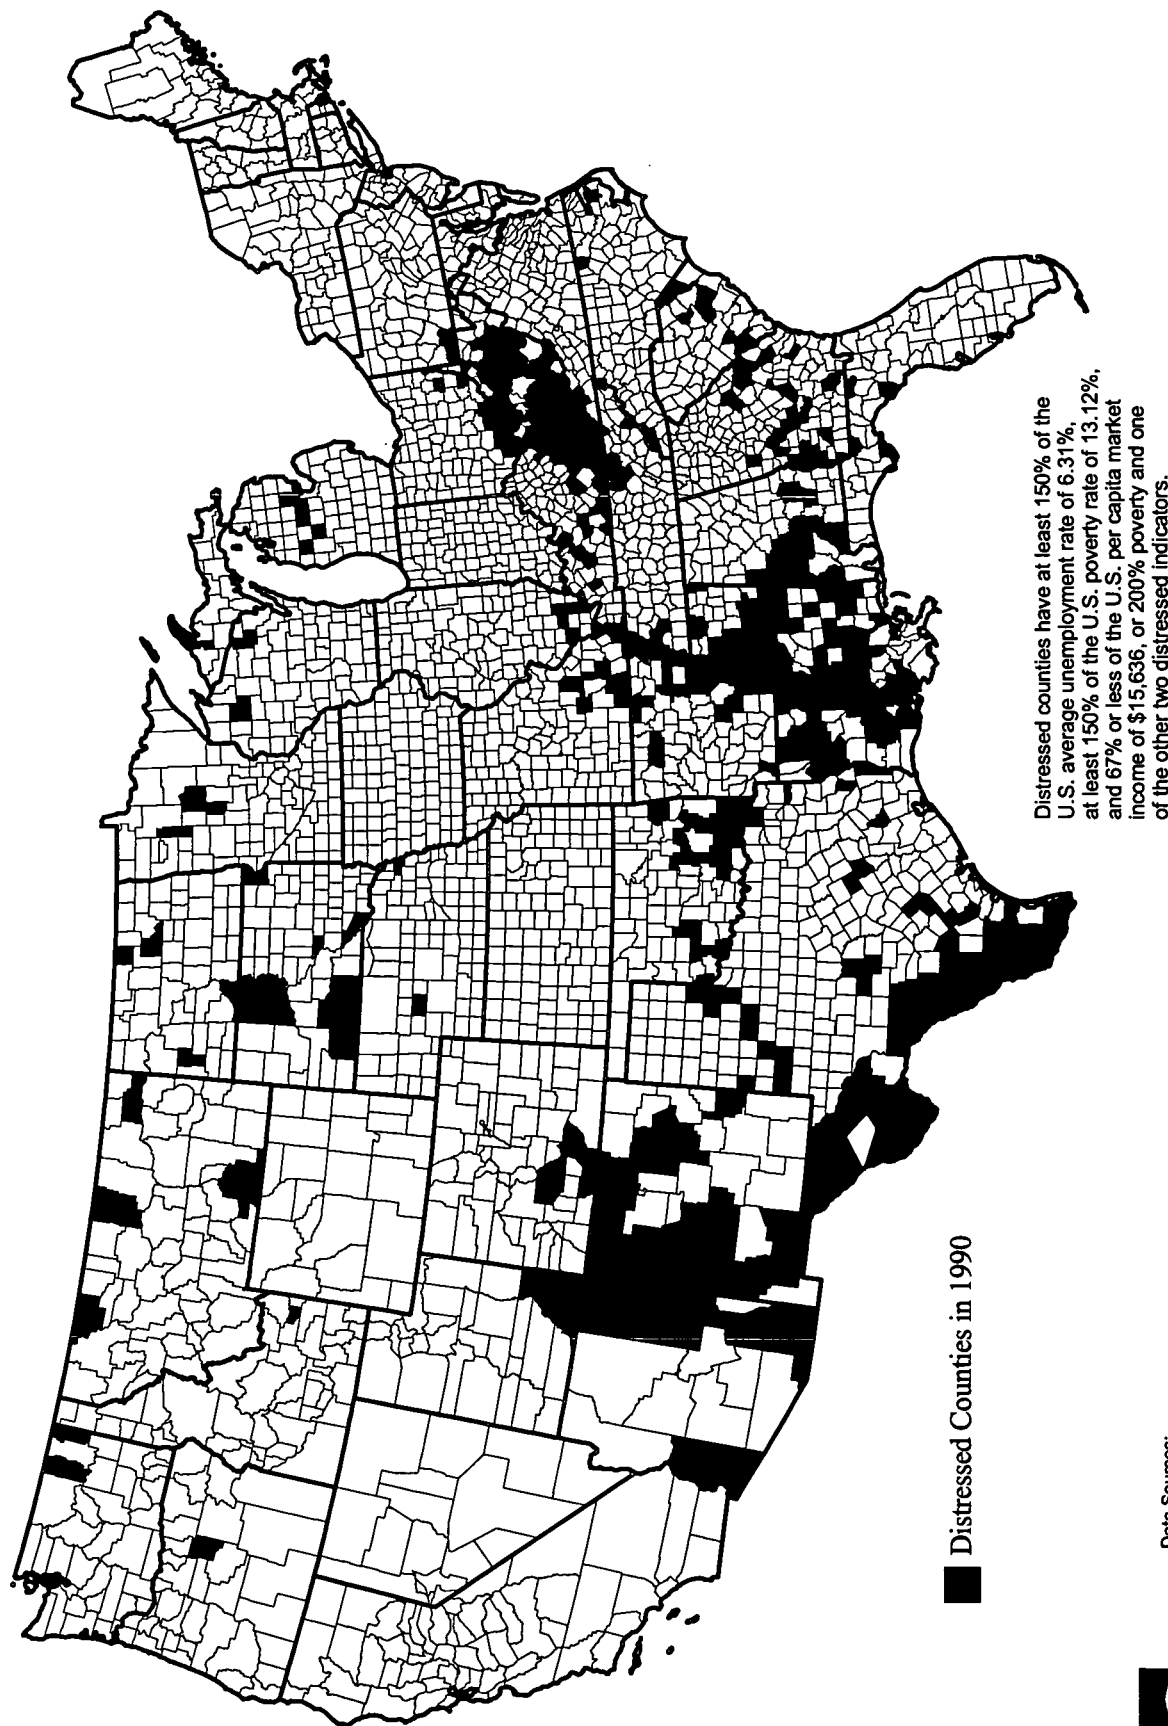 Distressed Counties in 1990
Distressed counties have at least 150% of the
U.S. average unemployment rate of 6.31%,
at least 150% of the U.S. poverty rate of 13.12%,
and 67% or less of the U.S. per capita market
income of $15,636, or 200% poverty and one
of the other two distressed indicators.
Data Sources: